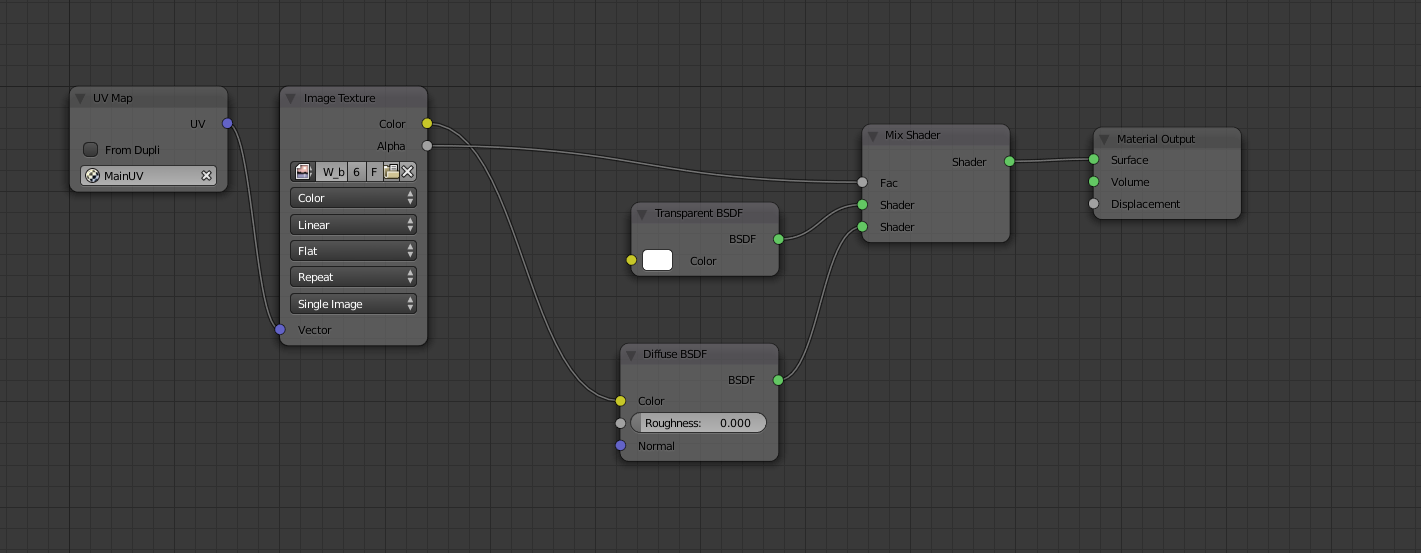 UV Map
UV
From Dupli
MainUV
Image Texture
Color
Alpha
W_b 6 F
Color
Linear
Flat
Repeat
Single Image
Vector
Transparent BSDF
BSDF
Color
Diffuse BSDF
BSDF
Color
Roughness: 0.000
Normal
Mix Shader
Shader
Fac
Shader
Shader
Material Output
Surface
Volume
Displacement